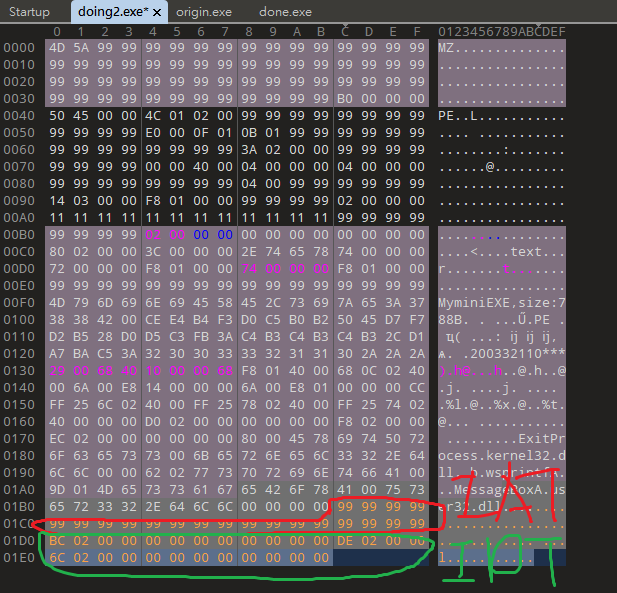 Startup doing2.exe* × origin.exe done.exe
0 1 2 3 4 5 6 7 8 9 A B C D E F 0123456789ABCDEF
0000 4D 5A 99 99 99 99 99 99 99 99 99 99 99 99 99 99 MZ..............
0010 99 99 99 99 99 99 99 99 99 99 99 99 99 99 99 99 ................
0020 99 99 99 99 99 99 99 99 99 99 99 99 99 99 99 99 ................
0030 99 99 99 99 99 99 99 99 99 99 99 99 B0 00 00 00 ................
0040 50 45 00 00 4C 01 02 00 99 99 99 99 99 99 99 99 PE..L...........
0050 99 99 99 99 E0 00 0F 01 0B 01 99 99 99 99 99 99 ................
0060 99 99 99 99 99 99 99 99 3A 02 00 00 99 99 99 99 ........:.......
0070 99 99 99 99 00 00 40 00 04 00 00 00 04 00 00 00 ......@.........
0080 99 99 99 99 99 99 99 99 04 00 00 00 99 99 99 99 ................
0090 14 03 00 00 F8 01 00 00 99 99 99 99 02 00 00 00 ................
00A0 11 11 11 11 11 11 11 11 11 11 11 11 99 99 99 99 ................
00B0 99 99 99 99 02 00 00 00 00 00 00 00 00 00 00 00 ................
00C0 80 00 00 00 3C 00 00 00 2E 74 65 78 74 00 00 00 ....<....text...
00D0 72 00 00 00 F8 01 00 00 74 00 00 00 F8 01 00 00 r.......t.......
00E0 99 99 99 99 99 99 99 99 99 99 99 99 99 99 99 99 ................
00F0 4D 79 6D 69 6E 69 45 58 45 2C 73 69 7A 65 3A 37 MyminiEXE,size:7
0100 38 38 42 00 CE E4 B4 F3 D0 C5 B0 B2 50 45 D7 F7 88B.
0110 D2 B5 28 D0 D5 C3 FB 3A C4 B3 C4 B3 C4 B3 2C D1
0120 A7 BA C5 3A 32 30 30 33 33 32 31 31 30 2A 2A 2A .200332110***
0130 29 00 68 40 10 00 00 68 F8 01 40 00 68 0C 02 40 ).h@...h..@.h..@
0140 00 6A 00 E8 14 00 00 00 6A 00 E8 01 00 00 00 CC .j......j.......
0150 FF 25 6C 02 40 00 FF 25 78 02 40 00 FF 25 74 02 .%l.@..%x.@..%t.
0160 40 00 00 00 D0 02 00 00 00 00 00 00 F8 02 00 00 @...............
0170 EC 02 00 00 00 00 00 00 80 00 45 78 69 74 50 72 ..........ExitPr
0180 6F 63 65 73 73 00 6B 65 72 6E 65 6C 33 32 2E 64 ocess.kernel32.d
0190 6C 6C 00 00 62 02 77 73 70 72 69 6E 74 66 41 00 ll..b.wsprintfA.
01A0 9D 01 4D 65 73 73 61 67 65 42 6F 78 41 00 75 73 ..MessageBoxA.us
01B0 65 72 33 32 2E 64 6C 6C 00 00 00 00 99 99 99 99 er32.dll........
01C0 99 99 99 99 99 99 99 99 99 99 99 99 99 99 99 99 ................
01D0 BC 02 00 00 00 00 00 00 00 00 00 00 DE 02 00 00 ................
01E0 6C 02 00 00 00 00 00 00 00 00 00 00 l...........